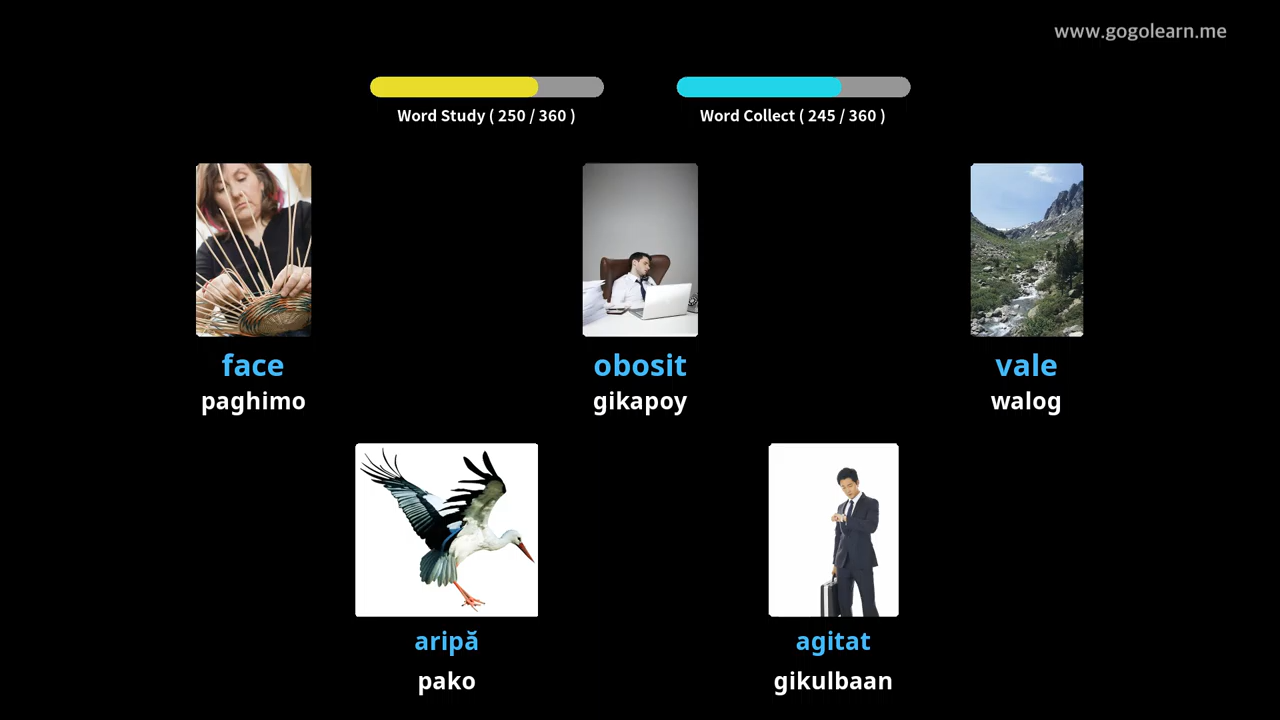 www.gogolearn.me
Word Study ( 250 / 360 )
Word Collect ( 245 / 360 )
face
paghimo
obosit
gikapoy
vale
walog
aripă
pako
agitat
gikulbaan